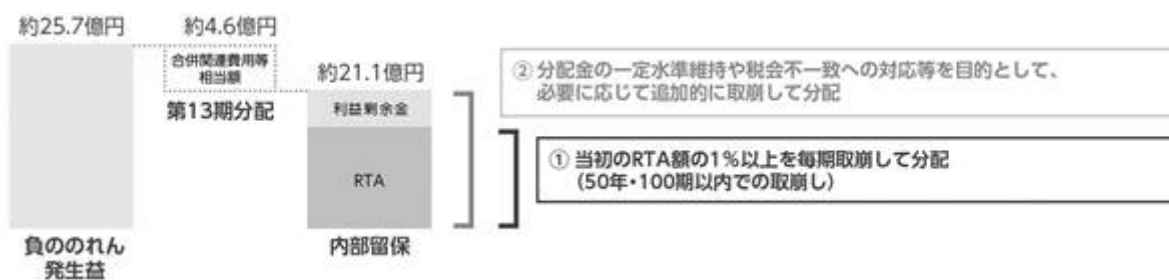 約25.7億円
約4.6億円
合併関連費用等
相当額
第13期分配
約21.1億円
利益剰余金
RTA
負ののれん
発生益
内部留保
② 分配金の一定水準維持や税会不一致への対応等を目的として、
必要に応じて追加的に取崩して分配
① 当初のRTA額の1%以上を毎期取崩して分配
(50年・100期以内での取崩し)